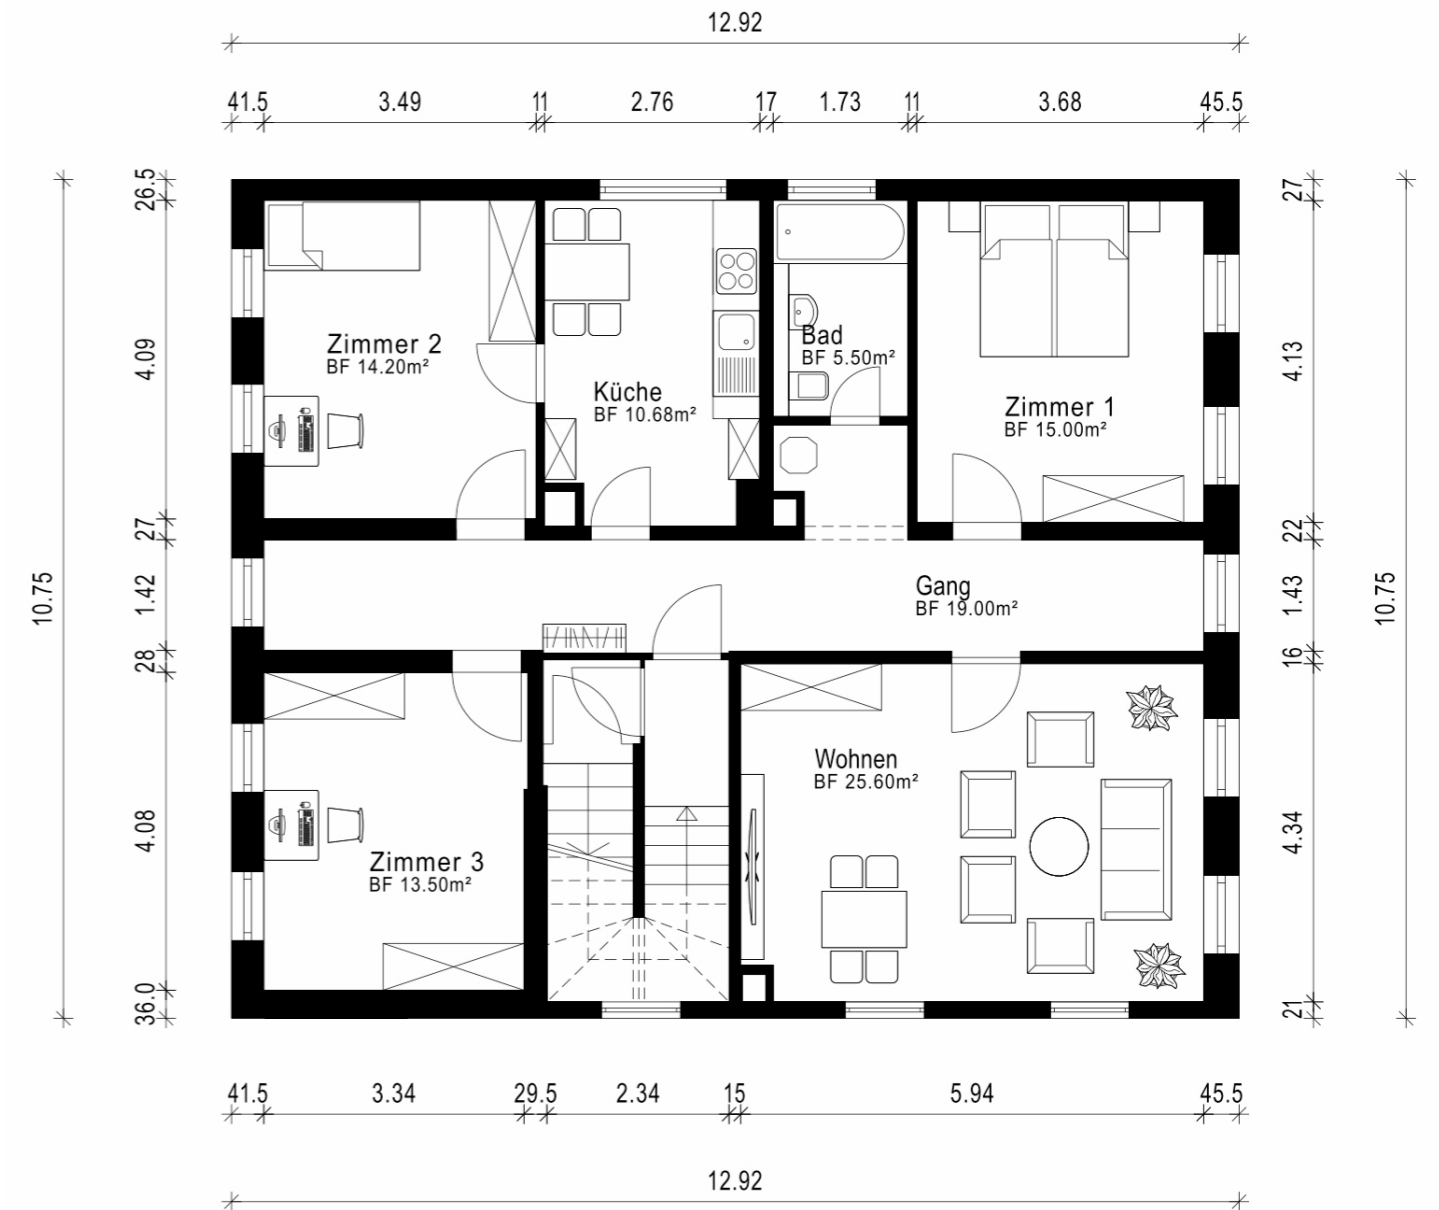 12.92
41.5 3.49 11 2.76 17 1.73 11 3.68 45.5
26.5
27
Zimmer 2
BF 14.20m²
Bad
BF 5.50m²
4.09
4.13
Küche
BF 10.68m²
Zimmer 1
BF 15.00m²
27
22
10.75
1.42
Gang
BF 19.00m²
1.43
10.75
28
16
Wohnen
BF 25.60m²
4.08
4.34
Zimmer 3
BF 13.50m²
36.0
21
41.5 3.34 29.5 2.34 15 5.94 45.5
12.92